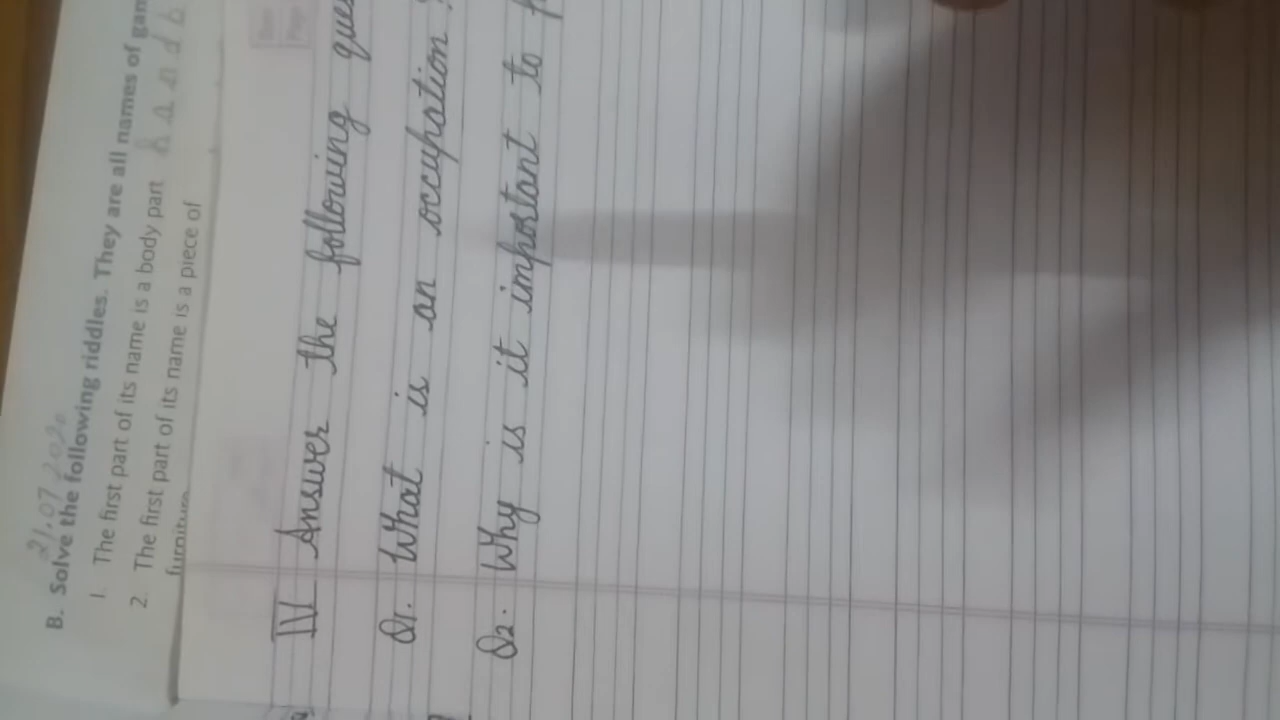 21.07.2020
B. Solve the following riddles. They are all names of gam
1. The first part of its name is a body part
2. The first part of its name is a piece of
furniture
IV Answer the following ques
Q1. What is an occupation ?
Q2. Why is it important to